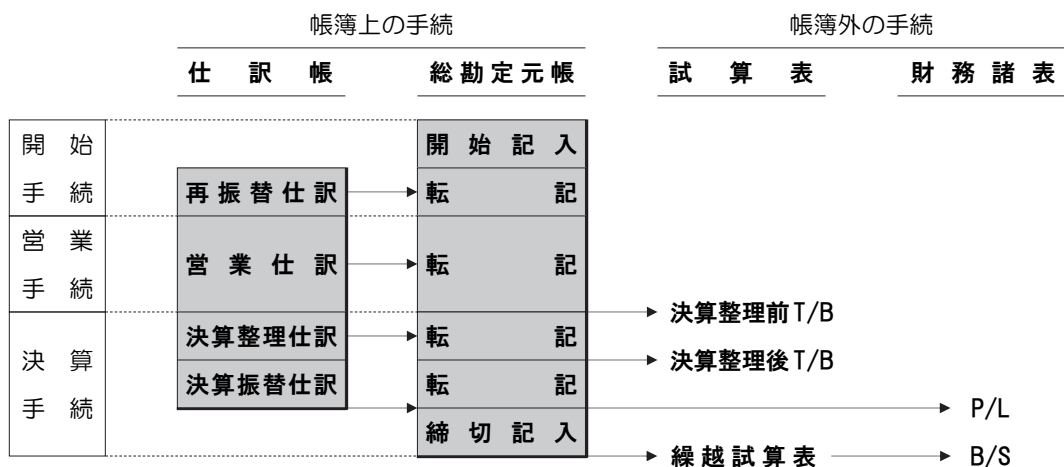 帳簿上の手続 帳簿外の手続
仕訳帳 総勘定元帳 試算表 財務諸表
開始手続
開始記入
再振替仕訳 転記
営業手続
営業仕訳 転記
決算整理前T/B
決算手続
決算整理仕訳 転記
決算整理後T/B
決算振替仕訳 転記
P/L
締切記入
繰越試算表 B/S